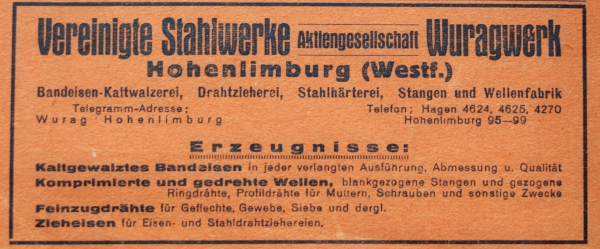 Vereinigte Stahlwerke Aktiengesellschaft Wuragwerk
Hohenlimburg (Westf.)
Bandeisen-Kaltwalzerei, Drahtzieherei, Stahlhärterei, Stangen und Wellenfabrik
Telegramm-Adresse: Telefon: Hagen 4624, 4625, 4270
Wurag Hohenlimburg Hohenlimburg 95-99
Erzeugnisse:
Kaltgewalztes Bandeisen in jeder verlangten Ausführung, Abmessung u. Qualität
Komprimierte und gedrehte Wellen, blankgezogene Stangen und gezogene
Ringdrähte, Profildrähte für Muttern, Schrauben und sonstige Zwecke
Feinzugdrähte für Geflechte, Gewebe, Siebe und dergl.
Zieheisen für Eisen- und Stahldrahtziehereien.